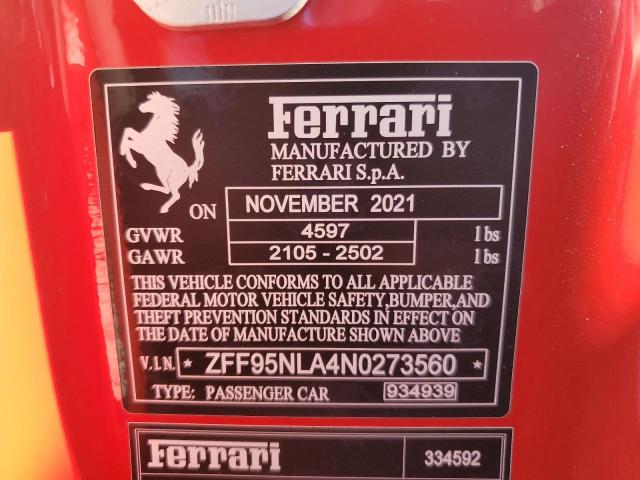 Ferrari
MANUFACTURED BY
FERRARI S.p.A.
ON NOVEMBER 2021
GVWR 4597 lbs
GAWR 2105 - 2502 lbs
THIS VEHICLE CONFORMS TO ALL APPLICABLE
FEDERAL MOTOR VEHICLE SAFETY,BUMPER,AND
THEFT PREVENTION STANDARDS IN EFFECT ON
THE DATE OF MANUFACTURE SHOWN ABOVE
V.I.N. * ZFF95NLA4N0273560 *
TYPE: PASSENGER CAR 934939
Ferrari 334592